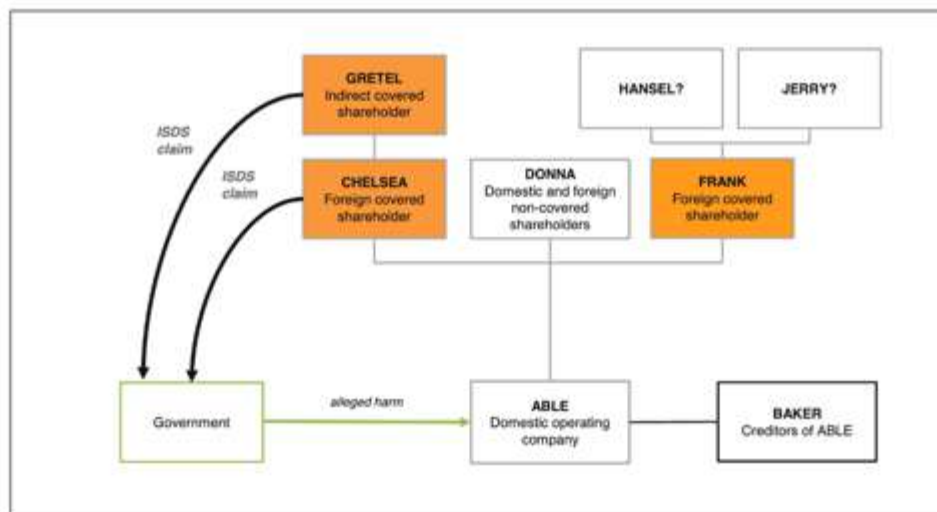 GRETEL
Indirect covered
shareholder
HANSEL?
JERRY?
ISDS
claim
ISDS
claim
CHELSEA
Foreign covered
shareholder
DONNA
Domestic and foreign
non-covered
shareholders
FRANK
Foreign covered
shareholder
Government
alleged harm
ABLE
Domestic operating
company
BAKER
Creditors of ABLE